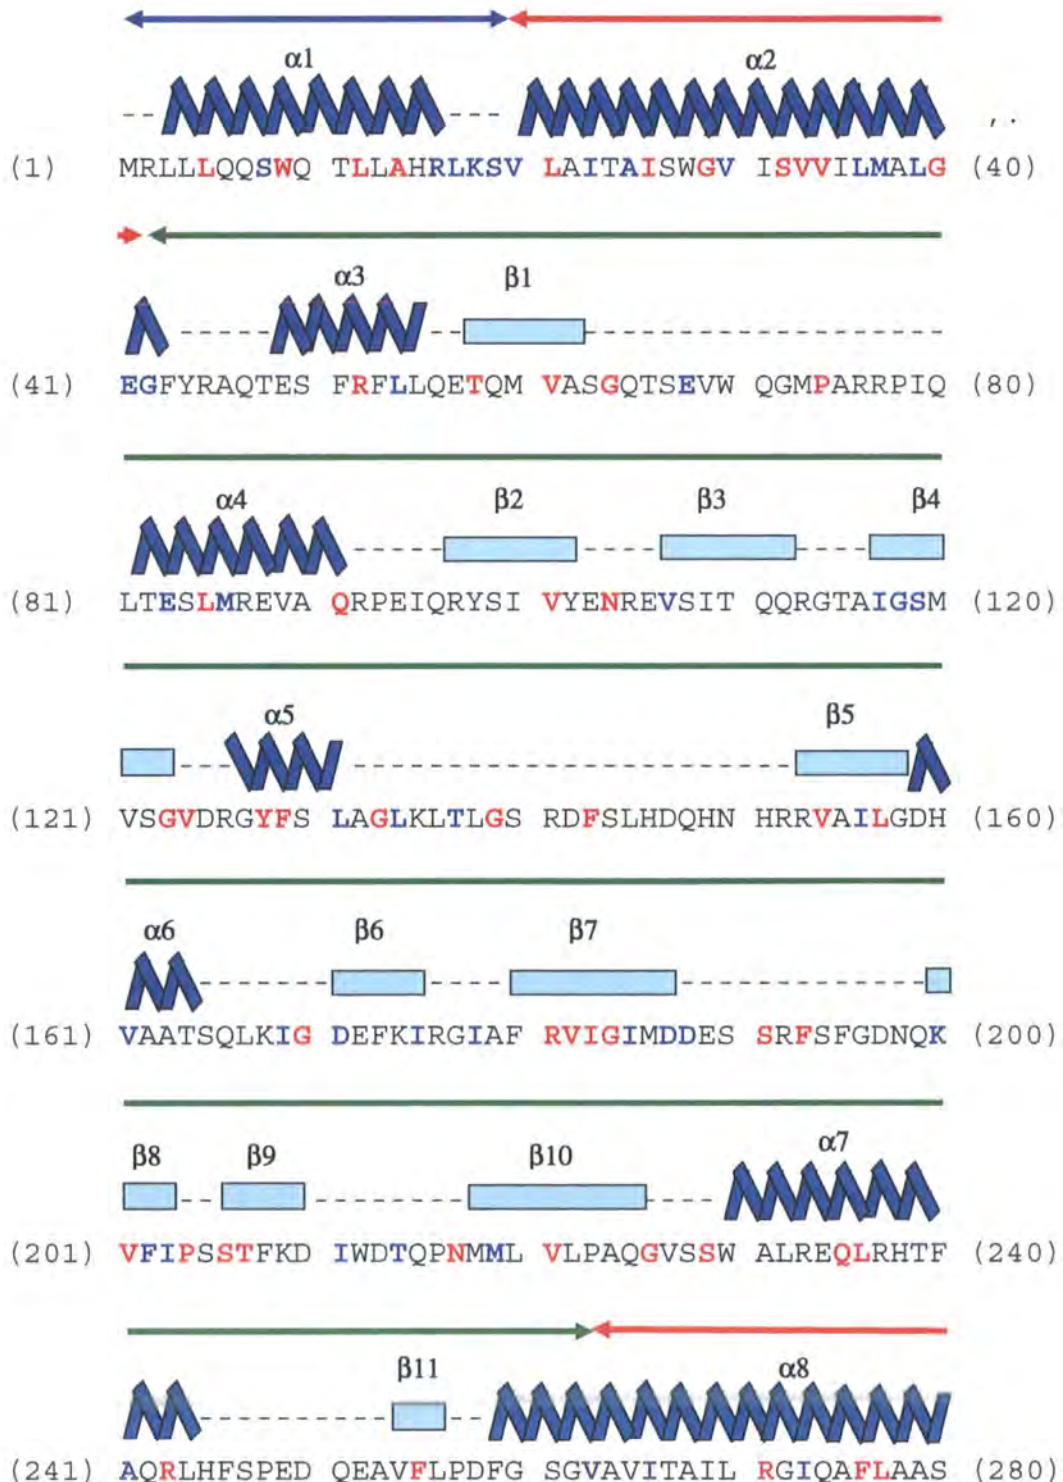 α1 α2
(1) MRLLLQQSWQ TLLAHRLKSV LAITAISWGV ISVVILMALG (40)
α3 β1
(41) EGFYRAQTES FRFLLQETQM VASGQTSEVW QGMPARRPIQ (80)
α4 β2 β3 β4
(81) LTESLMREVA QRPEIQRYSI VYENREVSIT QQRGTAIGSM (120)
α5 β5
(121) VSGVDRGYFS LAGLKLTLGS RDFSLHDQHN HRRVAILGDH (160)
α6 β6 β7
(161) VAATSQLKIG DEFKIRGIAF RVIGIMDDES SRFSFGDNQK (200)
β8 β9 β10 α7
(201) VFIPSSTFKD IWDTQPNMML VLPAQGVSSW ALREQLRHTF (240)
β11 α8
(241) AQRLHFSPED QEAVFLPDFG SGVAVITAIL RGIQAFLAAS (280)